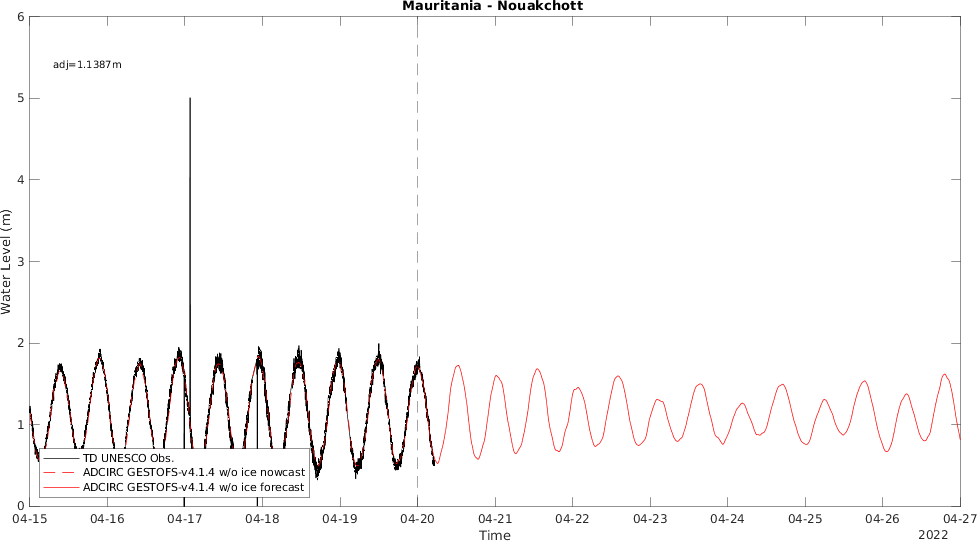 Mauritania - Nouakchott
6
adj=1.1387m
5
4
3
2
1
0
Water Level (m)
TD UNESCO Obs.
ADCIRC GESTOFS-v4.1.4 w/o ice nowcast
ADCIRC GESTOFS-v4.1.4 w/o ice forecast
04-15 04-16 04-17 04-18 04-19 04-20 04-21 04-22 04-23 04-24 04-25 04-26 04-27
Time
2022